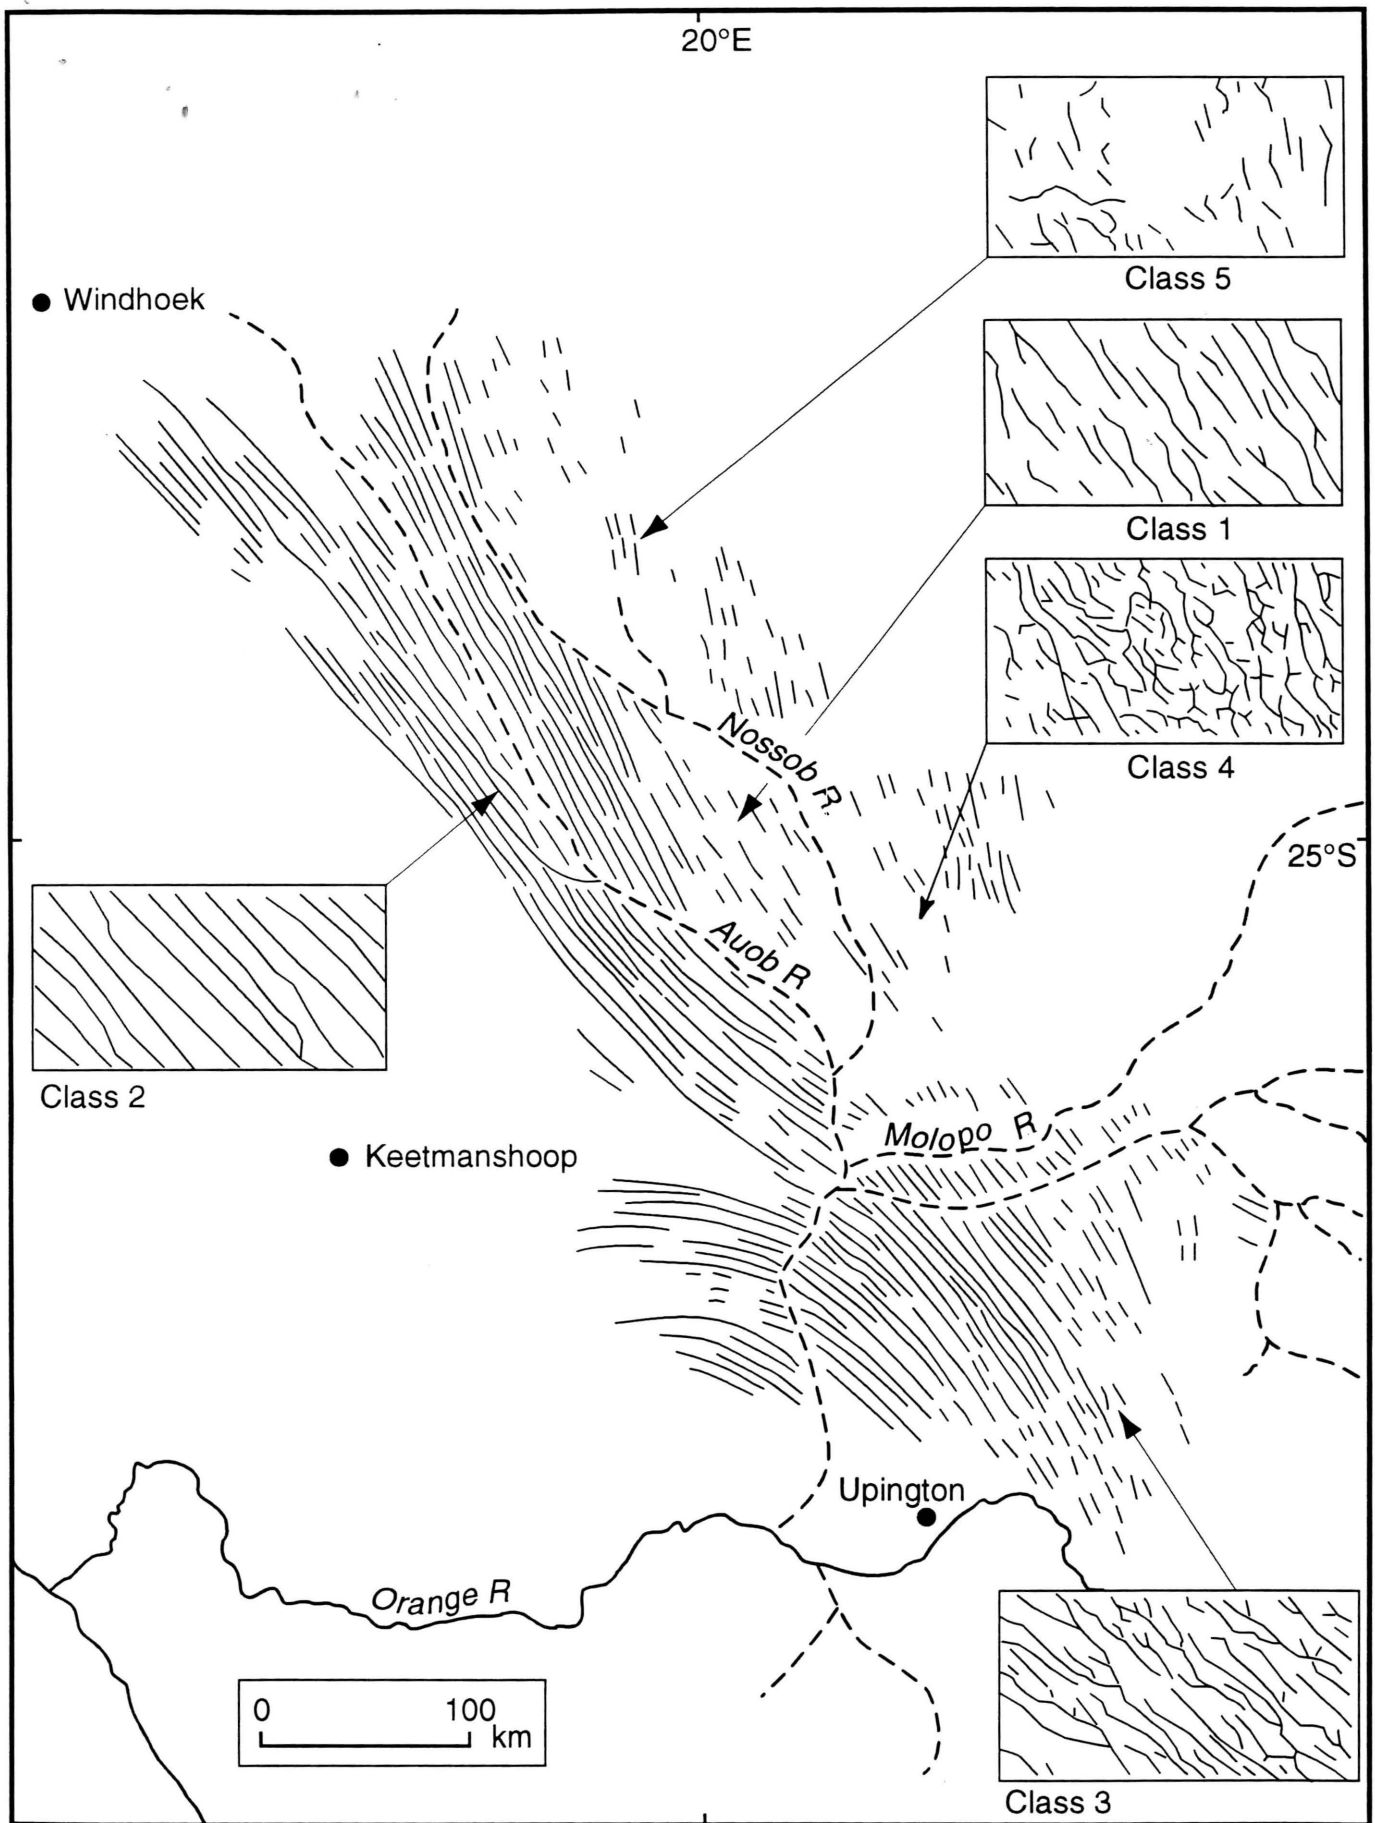 20°E
Class 5
Windhoek
Class 1
Class 4
Nossob R.
25°S
Auob R
Class 2
Molopo R
Keetmanshoop
Upington
Orange R
0 100
km
Class 3